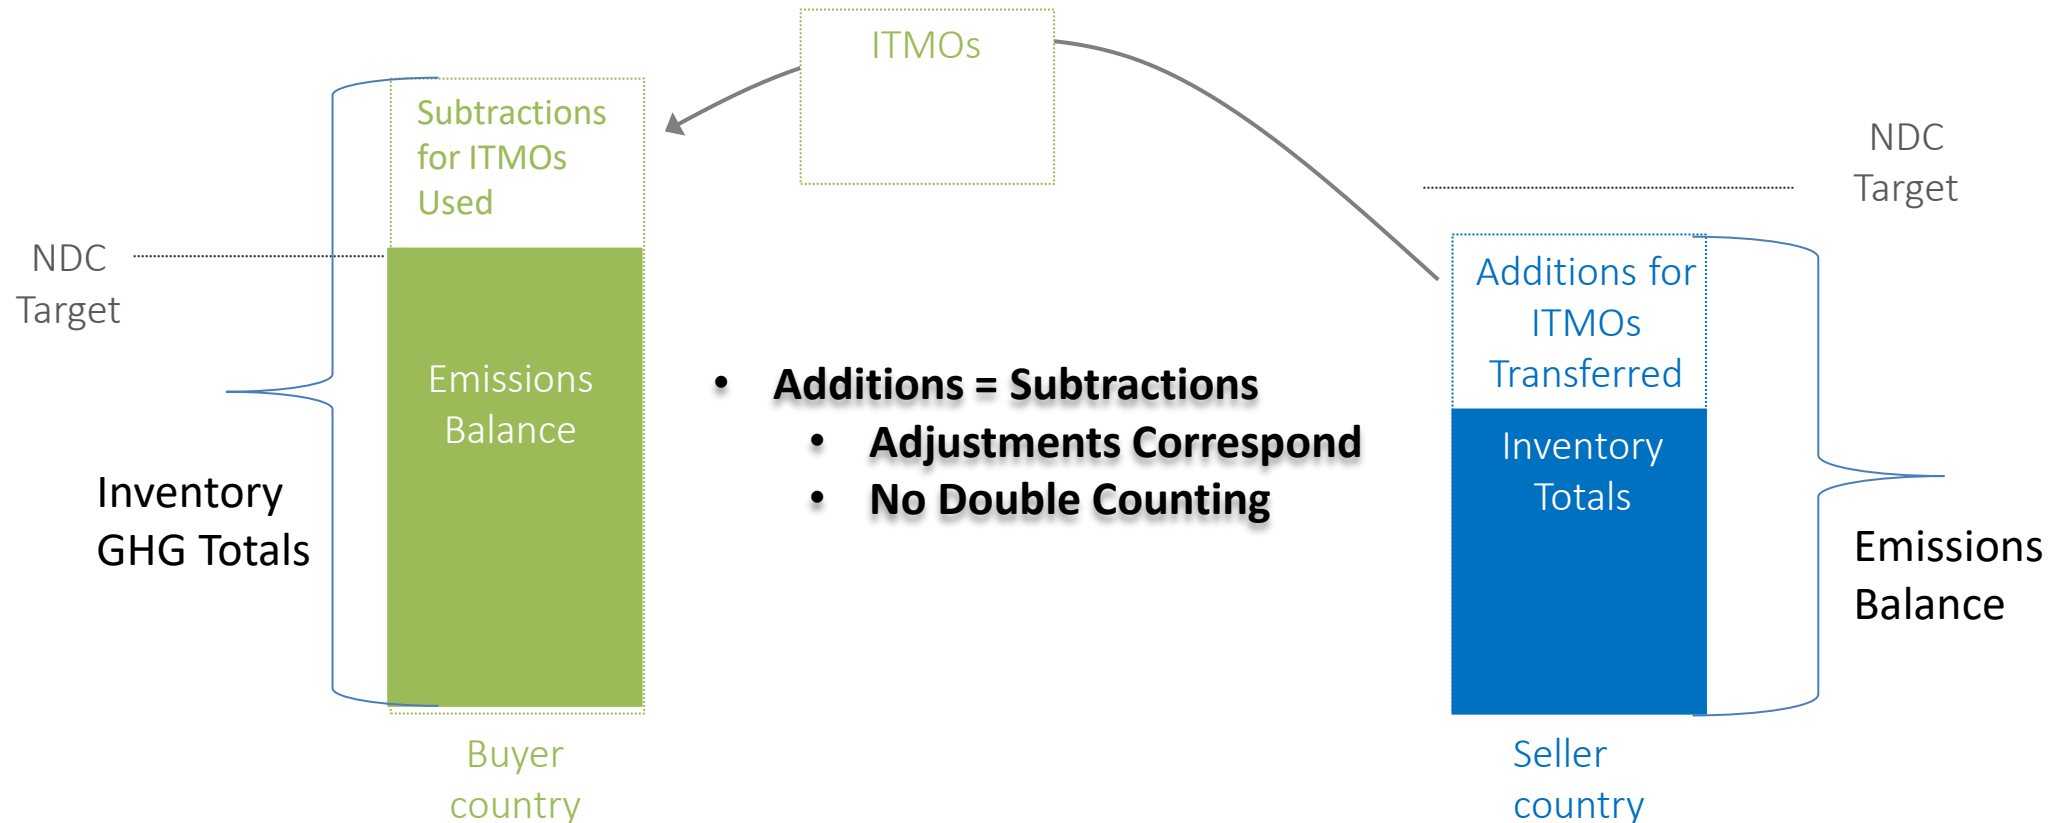 ITMOs
Subtractions
for ITMOs
Used
NDC
Target
NDC
Target
Emissions
Balance
Inventory
GHG Totals
• Additions = Subtractions
• Adjustments Correspond
• No Double Counting
Additions for
ITMOs
Transferred
Inventory
Totals
Emissions
Balance
Buyer
country
Seller
country